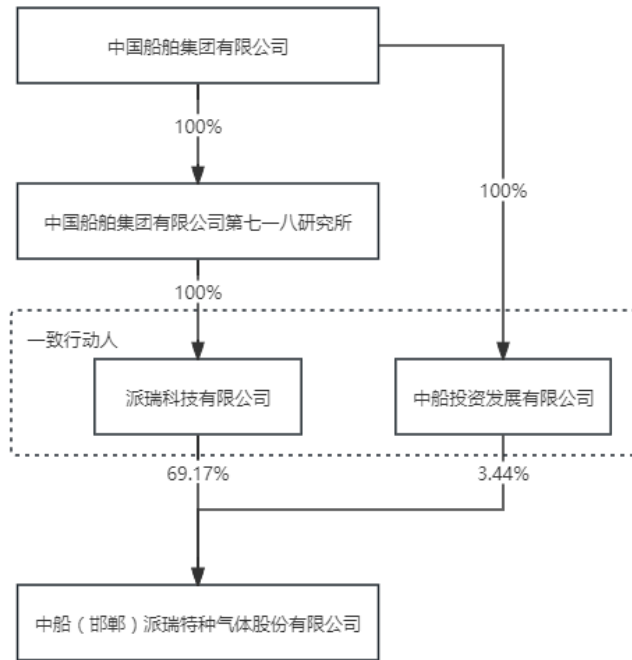 中国船舶集团有限公司
100%
100%
中国船舶集团有限公司第七一八研究所
100%
一致行动人
派瑞科技有限公司
中船投资发展有限公司
69.17%
3.44%
中船（邯郸）派瑞特种气体股份有限公司